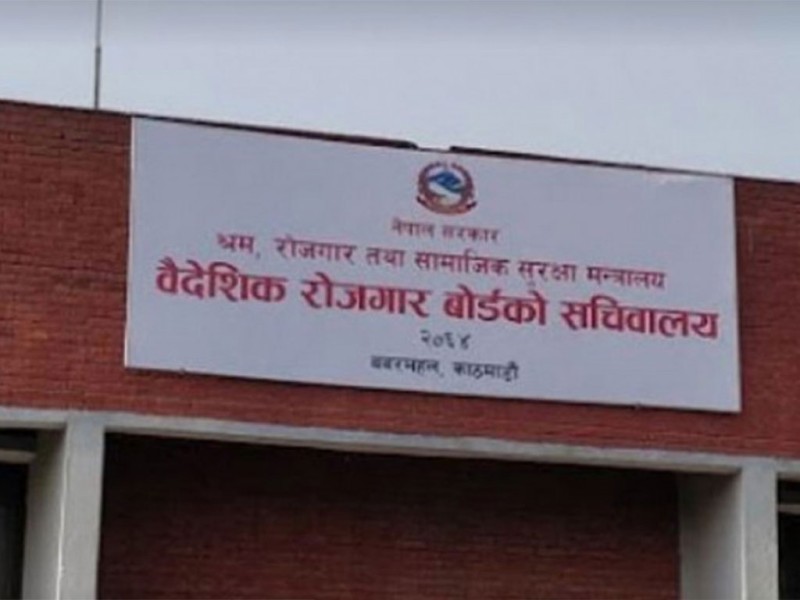 नेपाल सरकार
श्रम, रोजगार तथा सामाजिक सुरक्षा मन्त्रालय
वैदेशिक रोजगार बोर्डको सचिवालय
२०६४
बबरमहल, काठमाडौं